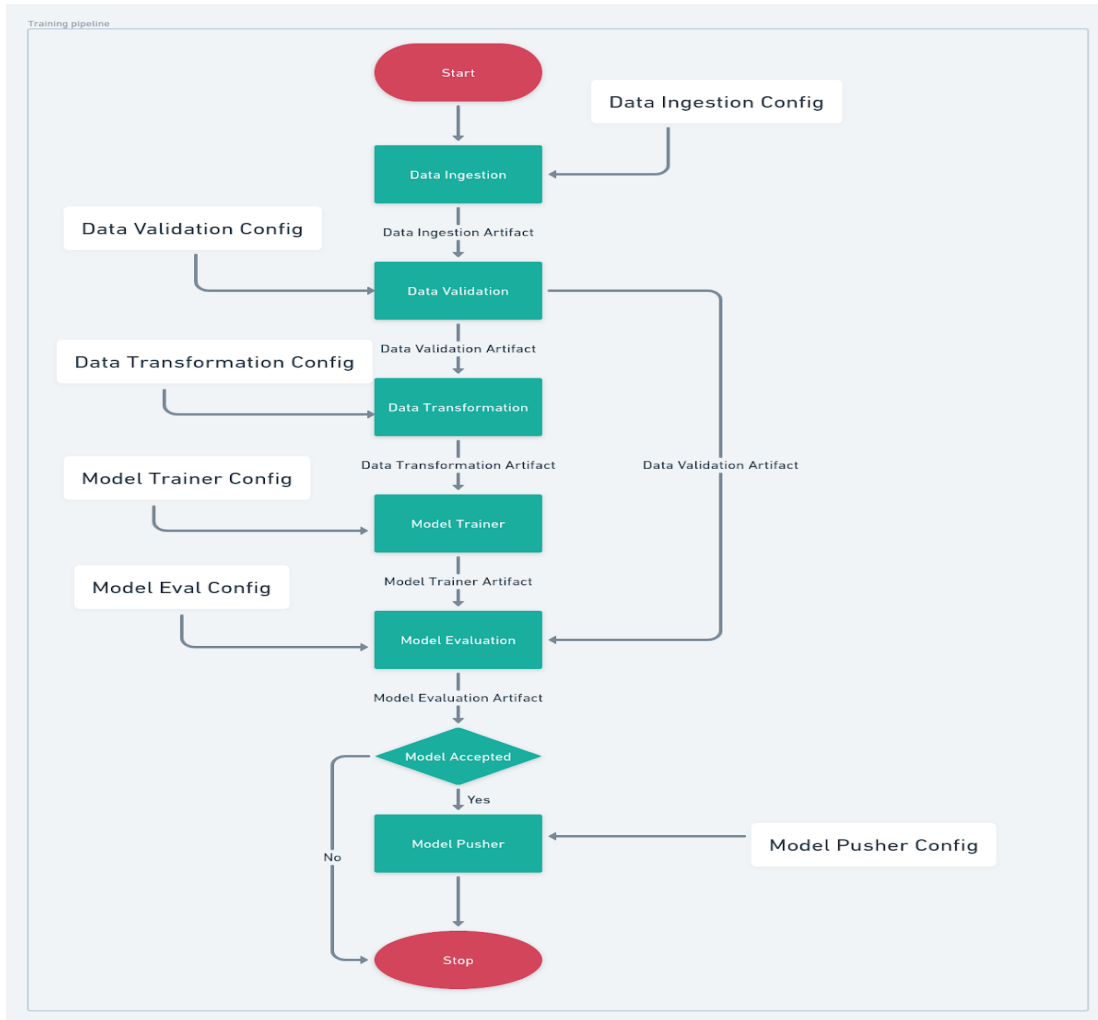 Training pipeline
Start
Data Ingestion Config
Data Ingestion
Data Validation Config
Data Ingestion Artifact
Data Validation
Data Validation Artifact
Data Transformation Config
Data Transformation
Data Transformation Artifact
Data Validation Artifact
Model Trainer Config
Model Trainer
Model Trainer Artifact
Model Eval Config
Model Evaluation
Model Evaluation Artifact
Model Accepted
Yes
Model Pusher
Model Pusher Config
No
Stop